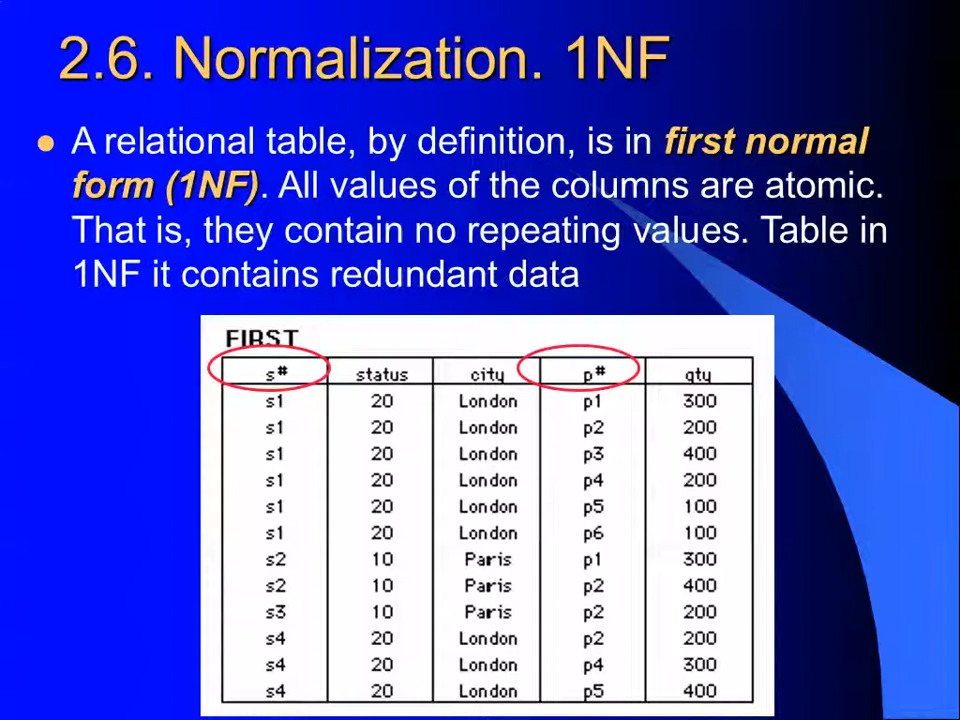 2.6. Normalization. 1NF
A relational table, by definition, is in first normal
form (1NF). All values of the columns are atomic.
That is, they contain no repeating values. Table in
1NF it contains redundant data
FIRST
s# status city p# qty
s1 20 London p1 300
s1 20 London p2 200
s1 20 London p3 400
s1 20 London p4 200
s1 20 London p5 100
s1 20 London p6 100
s2 10 Paris p1 300
s2 10 Paris p2 400
s3 10 Paris p2 200
s4 20 London p2 200
s4 20 London p4 300
s4 20 London p5 400